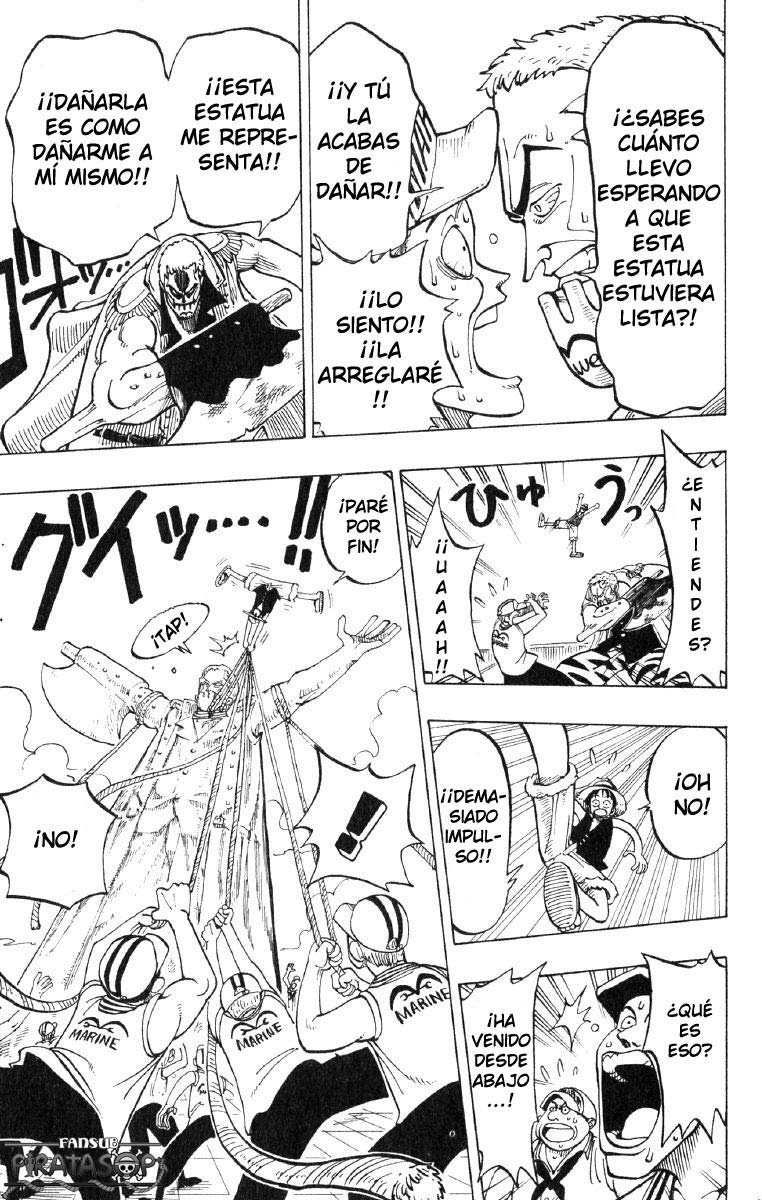 ¡¿SABES
CUÁNTO
LLEVO
ESPERANDO
A QUE
ESTA
ESTATUA
ESTUVIERA
LISTA?!
¡¡Y TÚ
LA
ACABAS
DE
DAÑAR!!
¡¡LO
SIENTO!!
¡¡LA
ARREGLARÉ
!!
¡¡ESTA
ESTATUA
ME REPRE-
SENTA!!
¡¡DAÑARLA
ES COMO
DAÑARME A
MÍ MISMO!!
¿ENTIENDES?
ひゅうっ
¡¡UAAAH!!
¡OH
NO!
¡¡DEMA-
SIADO
IMPUL-
SO!!
¿QUÉ
ES
ESO?
¡HA
VENIDO
DESDE
ABAJO
...!
¡PARÉ
POR
FIN!
グイッ…!!
¡TAP!
!!
¡NO!
MARINE
MARINE
MARINE
FANSUB
PIRATASOP